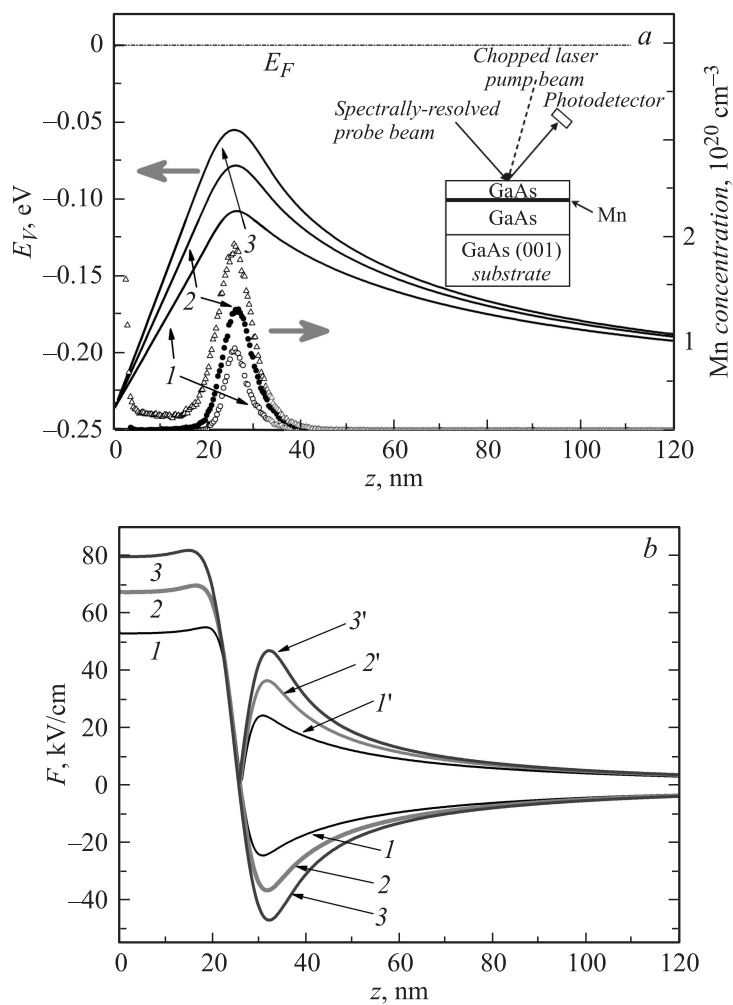 a
0
E_F
Chopped laser
pump beam
Photodetector
Spectrally-resolved
probe beam
−0.05
−0.10
−0.15
−0.20
−0.25
E_V, eV
GaAs
Mn
GaAs
GaAs (001)
substrate
3
2
1
2
1
Mn concentration, 10^20 cm^−3
0
20
40
60
80
100
120
z, nm
b
80
60
40
20
0
−20
−40
F, kV/cm
3
2
1
3'
2'
1'
1
2
3
0
20
40
60
80
100
120
z, nm